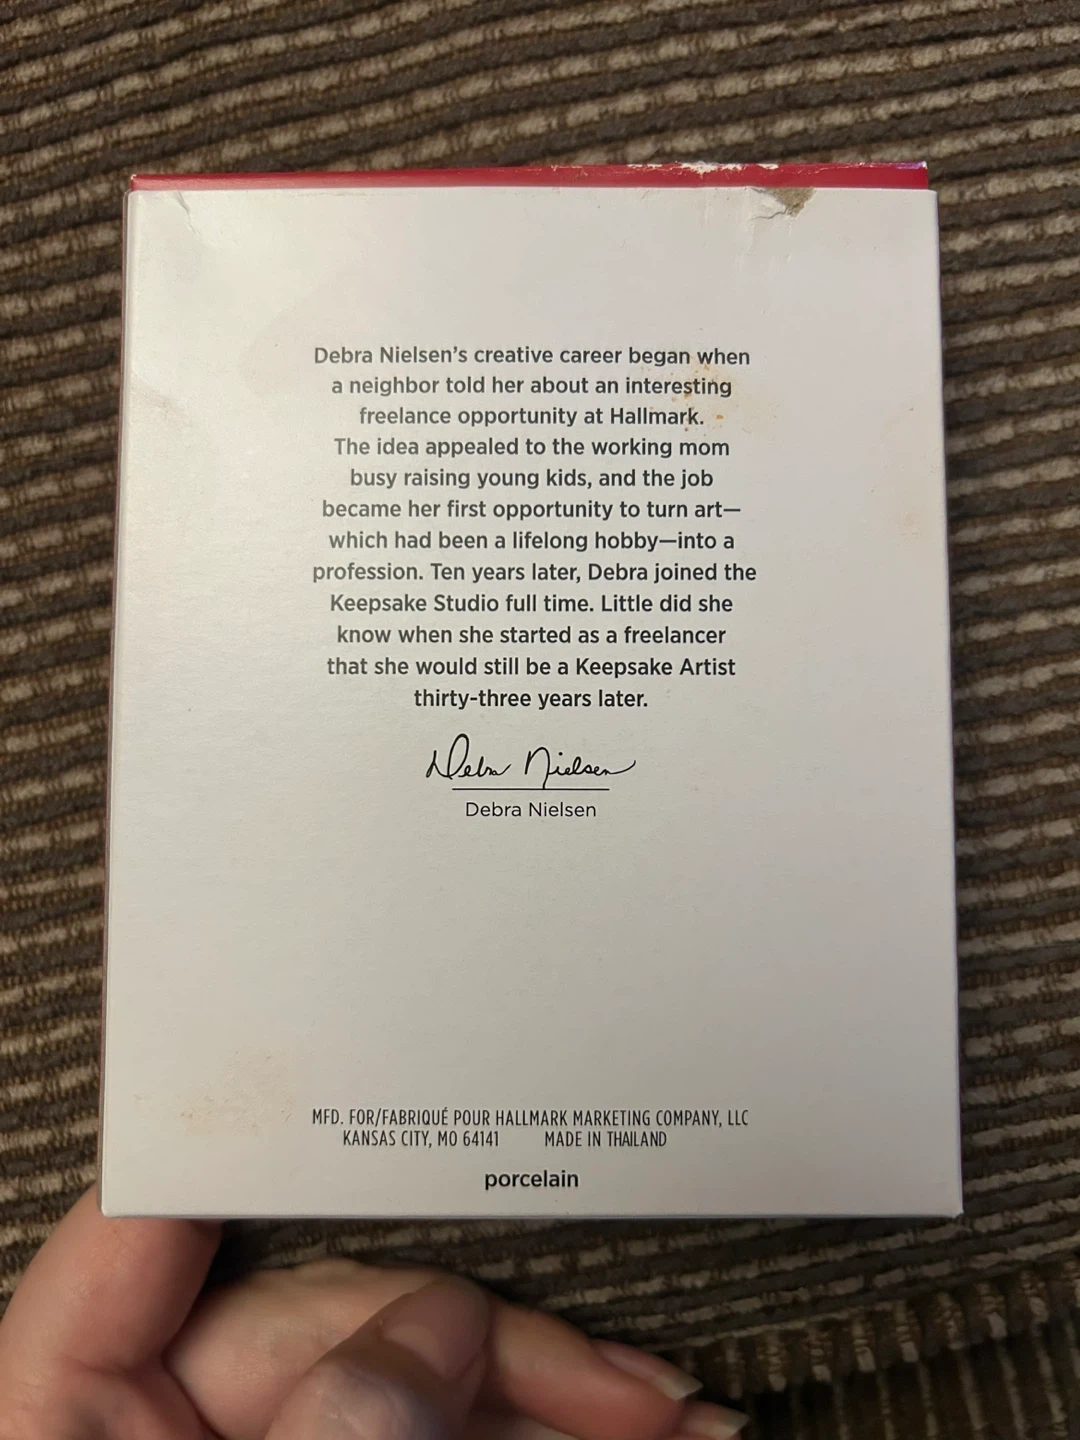 Debra Nielsen's creative career began when
a neighbor told her about an interesting
freelance opportunity at Hallmark.
The idea appealed to the working mom
busy raising young kids, and the job
became her first opportunity to turn art—
which had been a lifelong hobby—into a
profession. Ten years later, Debra joined the
Keepsake Studio full time. Little did she
know when she started as a freelancer
that she would still be a Keepsake Artist
thirty-three years later.
Debra Nielsen
Debra Nielsen
MFD. FOR/FABRIQUÉ POUR HALLMARK MARKETING COMPANY, LLC
KANSAS CITY, MO 64141 MADE IN THAILAND
porcelain